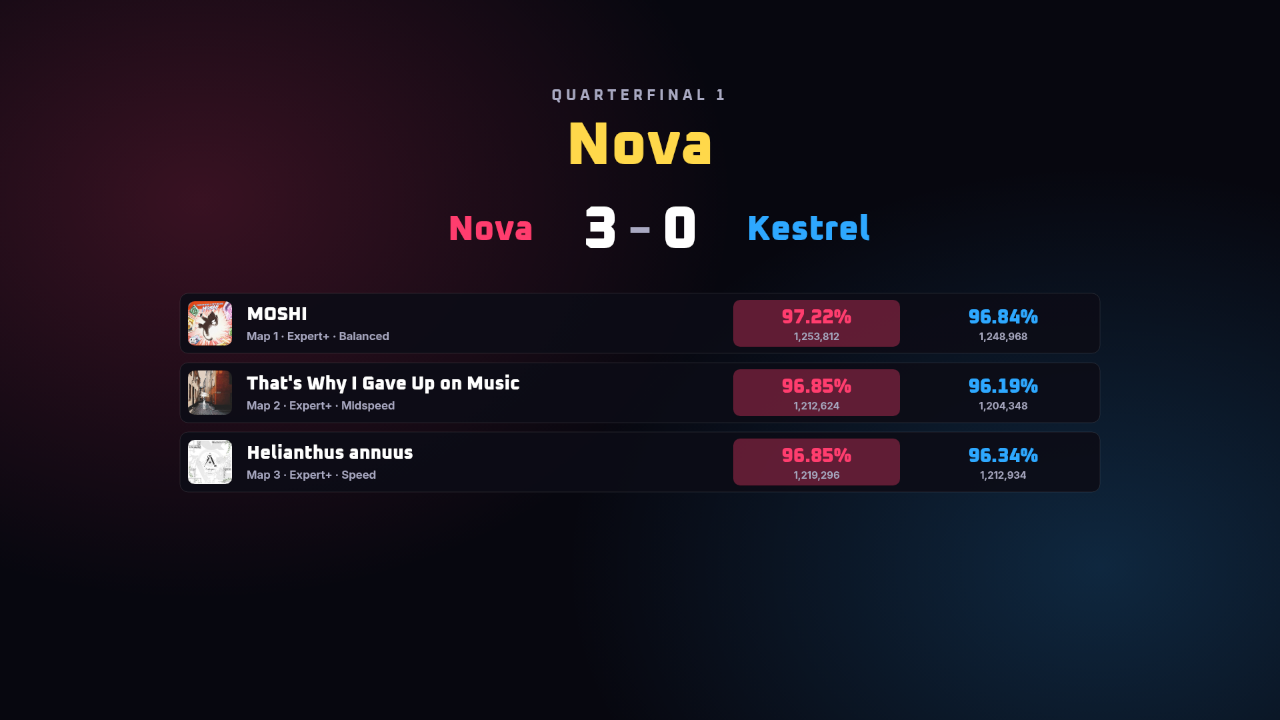 QUARTERFINAL 1
Nova
Nova 3 – 0 Kestrel
MOSHI
Map 1 · Expert+ · Balanced
97.22%
1,253,812
96.84%
1,248,968
That's Why I Gave Up on Music
Map 2 · Expert+ · Midspeed
96.85%
1,212,624
96.19%
1,204,348
Helianthus annuus
Map 3 · Expert+ · Speed
96.85%
1,219,296
96.34%
1,212,934